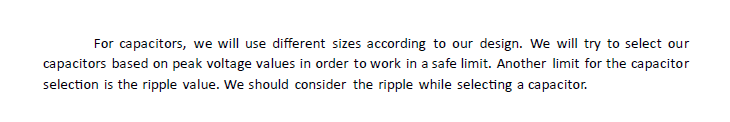 For capacitors, we will use different sizes according to our design. We will try to select our
capacitors based on peak voltage values in order to work in a safe limit. Another limit for the capacitor
selection is the ripple value. We should consider the ripple while selecting a capacitor.